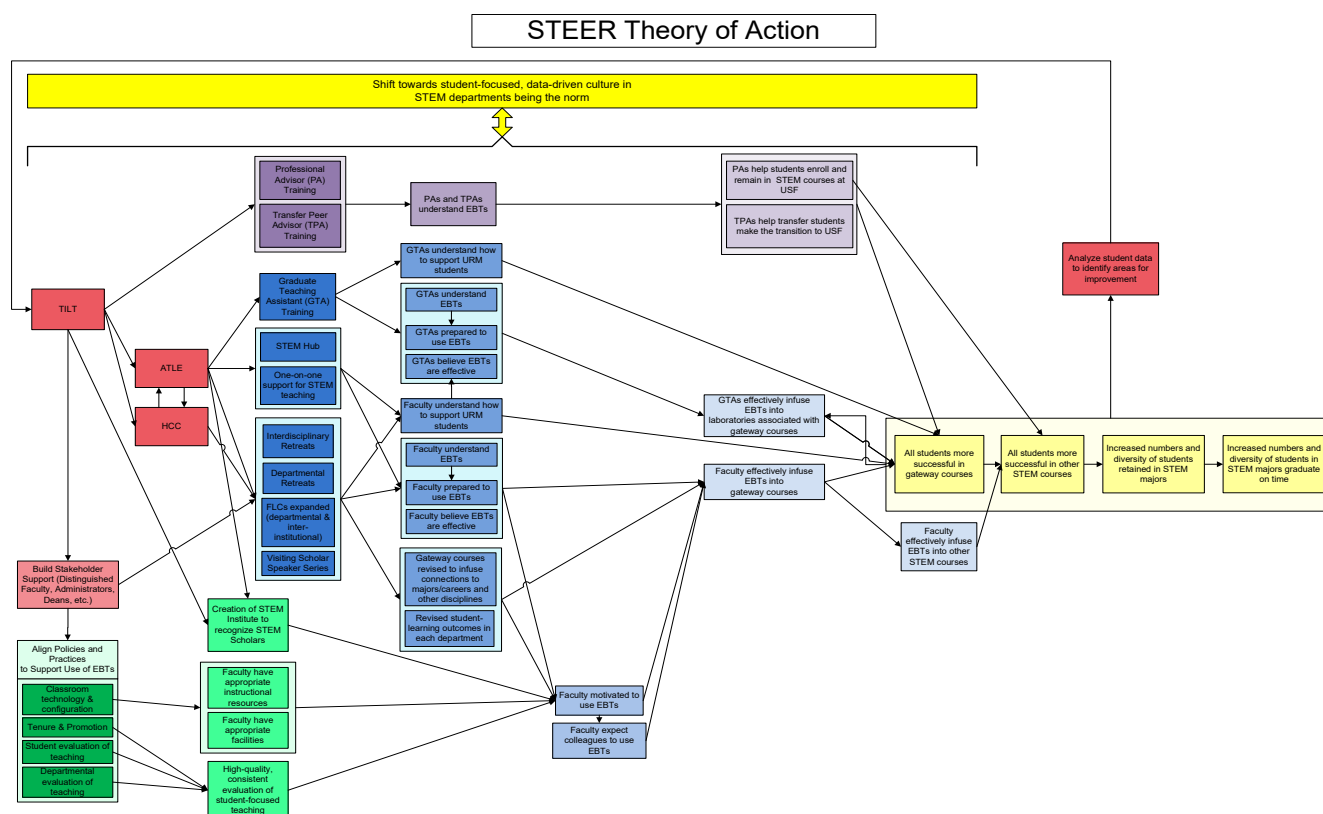 STEER Theory of Action
Shift towards student-focused, data-driven culture in
STEM departments being the norm
Professional
Advisor (PA)
Training
Transfer Peer
Advisor (TPA)
Training
PAs and TPAs
understand EBTs
PAs help students enroll and
remain in STEM courses at
USF
TPAs help transfer students
make the transition to USF
GTAs understand how
to support URM
students
Analyze student data
to identify areas for
improvement
Graduate
Teaching
Assistant (GTA)
Training
GTAs understand
EBTs
GTAs prepared to
use EBTs
GTAs believe EBTs
are effective
TILT
ATLE
HCC
STEM Hub
One-on-one
support for STEM
teaching
Faculty understand how
to support URM
students
GTAs effectively infuse
EBTs into
laboratories associated with
gateway courses
Interdisciplinary
Retreats
Departmental
Retreats
FLCs expanded
(departmental &
inter-
institutional)
Visiting Scholar
Speaker Series
Faculty understand
EBTs
Faculty prepared to
use EBTs
Faculty believe EBTs
are effective
Faculty effectively infuse
EBTs into
gateway courses
All students more
successful in
gateway courses
All students more
successful in other
STEM courses
Increased numbers and
diversity of students
retained in STEM
majors
Increased numbers and
diversity of students in
STEM majors graduate
on time
Faculty
effectively infuse
EBTs into other
STEM courses
Build Stakeholder
Support (Distinguished
Faculty, Administrators,
Deans, etc.)
Gateway courses
revised to infuse
connections to
majors/careers and
other disciplines
Revised student-
learning outcomes in
each department
Creation of STEM
Institute to
recognize STEM
Scholars
Align Policies and
Practices
to Support Use of EBTs
Classroom
technology &
configuration
Tenure & Promotion
Student evaluation of
teaching
Departmental
evaluation of
teaching
Faculty have
appropriate
instructional
resources
Faculty have
appropriate
facilities
High-quality,
consistent
evaluation of
student-focused
teaching
Faculty motivated to
use EBTs
Faculty expect
colleagues to use
EBTs